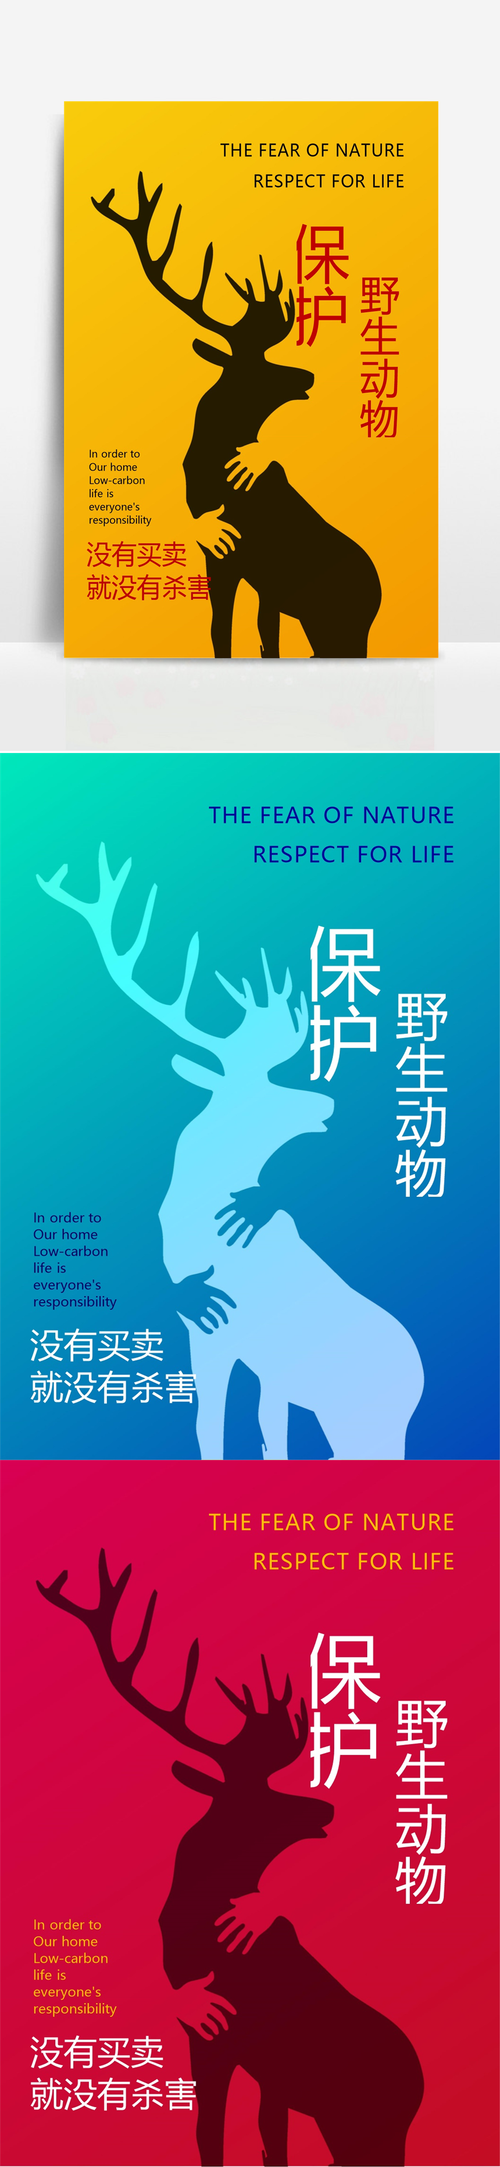 THE FEAR OF NATURE
RESPECT FOR LIFE
保护
野生动物
In order to
Our home
Low-carbon
life is
everyone's
responsibility
没有买卖
就没有杀害
THE FEAR OF NATURE
RESPECT FOR LIFE
保护
野生动物
In order to
Our home
Low-carbon
life is
everyone's
responsibility
没有买卖
就没有杀害
THE FEAR OF NATURE
RESPECT FOR LIFE
保护
野生动物
In order to
Our home
Low-carbon
life is
everyone's
responsibility
没有买卖
就没有杀害